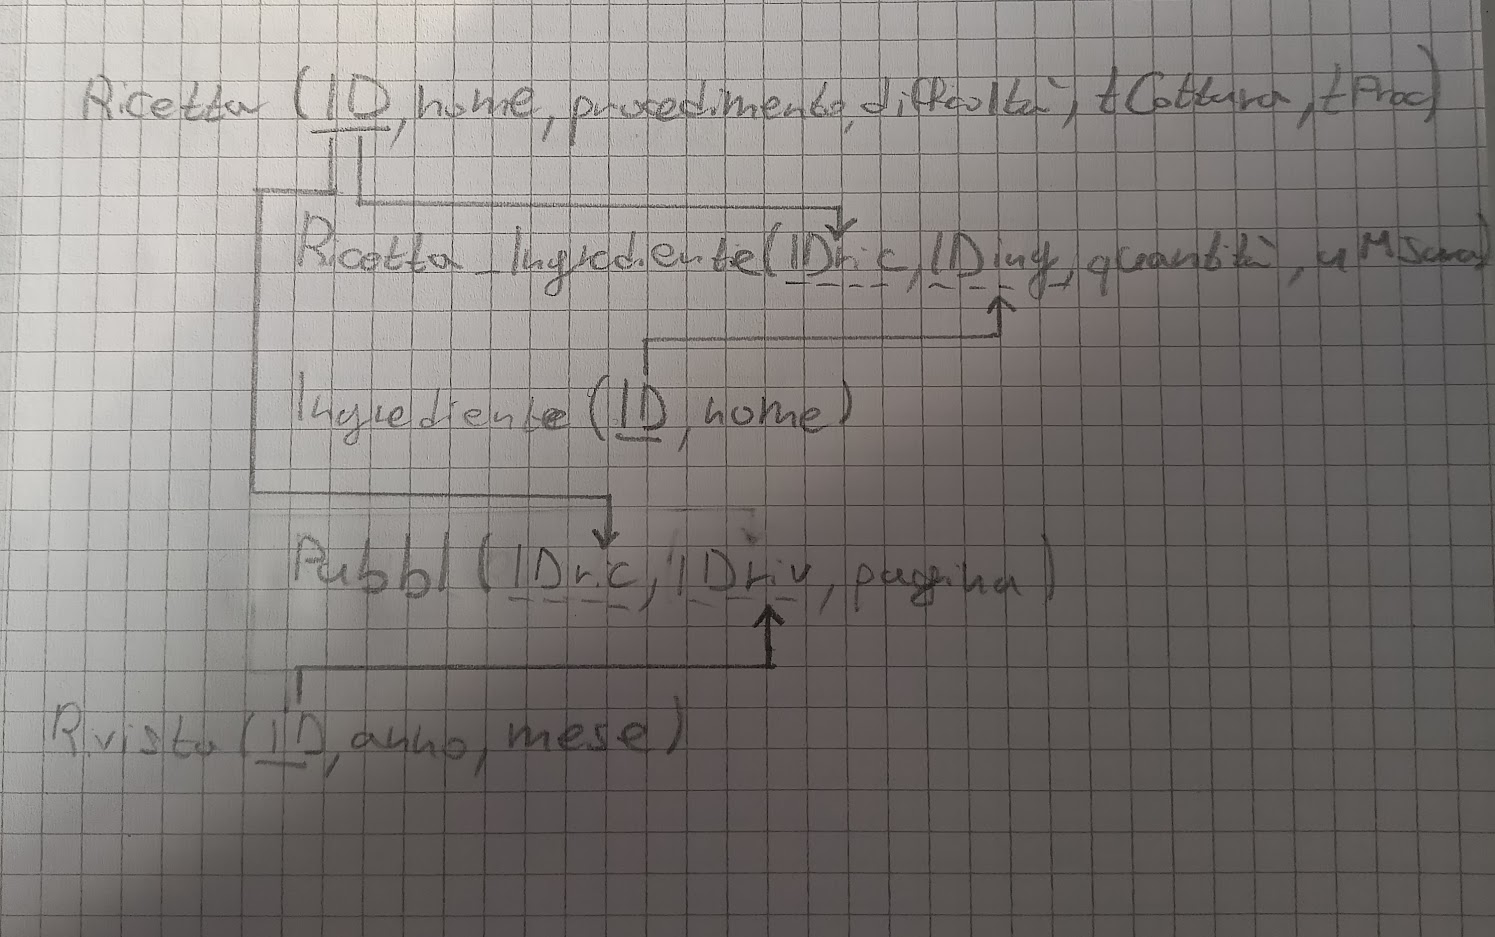 Ricetta (ID, nome, procedimento, difficoltà, tCottura, tProc)
Ricetta_Ingrediente (IDric, IDing, quantità, uMisura)
Ingrediente (ID, nome)
Pubbl (IDric, IDriv, pagina)
Rivista (ID, anno, mese)